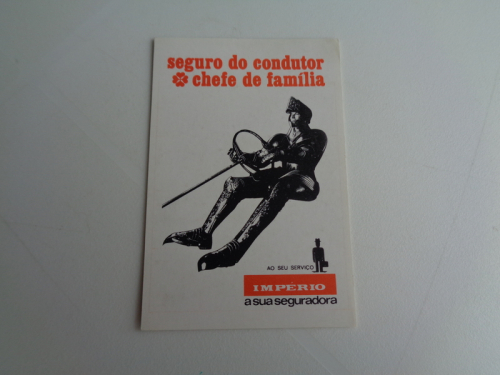 seguro do condutor
chefe de família
AO SEU SERVIÇO
IMPÉRIO
a sua seguradora